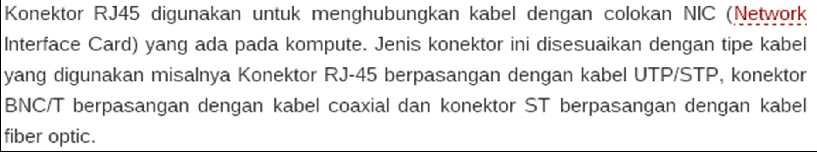 Konektor RJ45 digunakan untuk menghubungkan kabel dengan colokan NIC (Network
Interface Card) yang ada pada kompute. Jenis konektor ini disesuaikan dengan tipe kabel
yang digunakan misalnya Konektor RJ-45 berpasangan dengan kabel UTP/STP, konektor
BNC/T berpasangan dengan kabel coaxial dan konektor ST berpasangan dengan kabel
fiber optic.